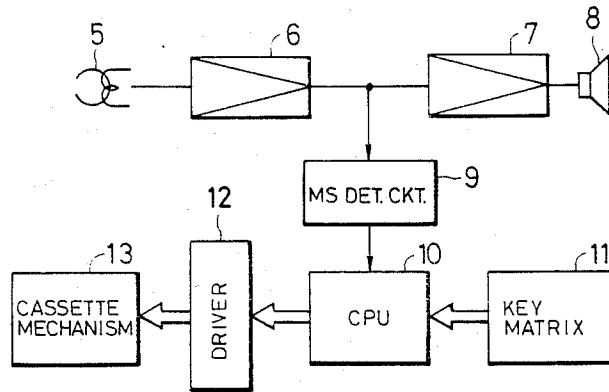 5
6
7
8
MS DET. CKT.
9
12
13
10
11
CASSETTE
MECHANISM
DRIVER
CPU
KEY
MATRIX